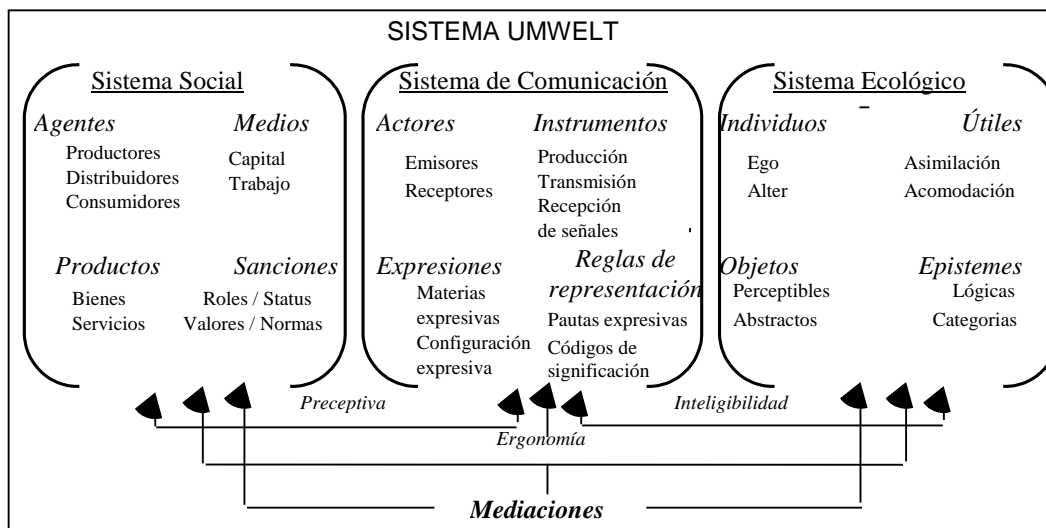 SISTEMA UMWELT
Sistema Social
Agentes
Medios
Productores
Distribuidores
Consumidores
Capital
Trabajo
Productos
Sanciones
Bienes
Servicios
Roles / Status
Valores / Normas
Sistema de Comunicación
Actores
Instrumentos
Emisores
Receptores
Producción
Transmisión
Recepción
de señales
Expresiones
Reglas de
representación
Materias
expresivas
Configuración
expresiva
Pautas expresivas
Códigos de
significación
Sistema Ecológico
Individuos
Útiles
Ego
Alter
Asimilación
Acomodación
Objetos
Epistemes
Perceptibles
Abstractos
Lógicas
Categorias
Preceptiva
Inteligibilidad
Ergonomía
Mediaciones